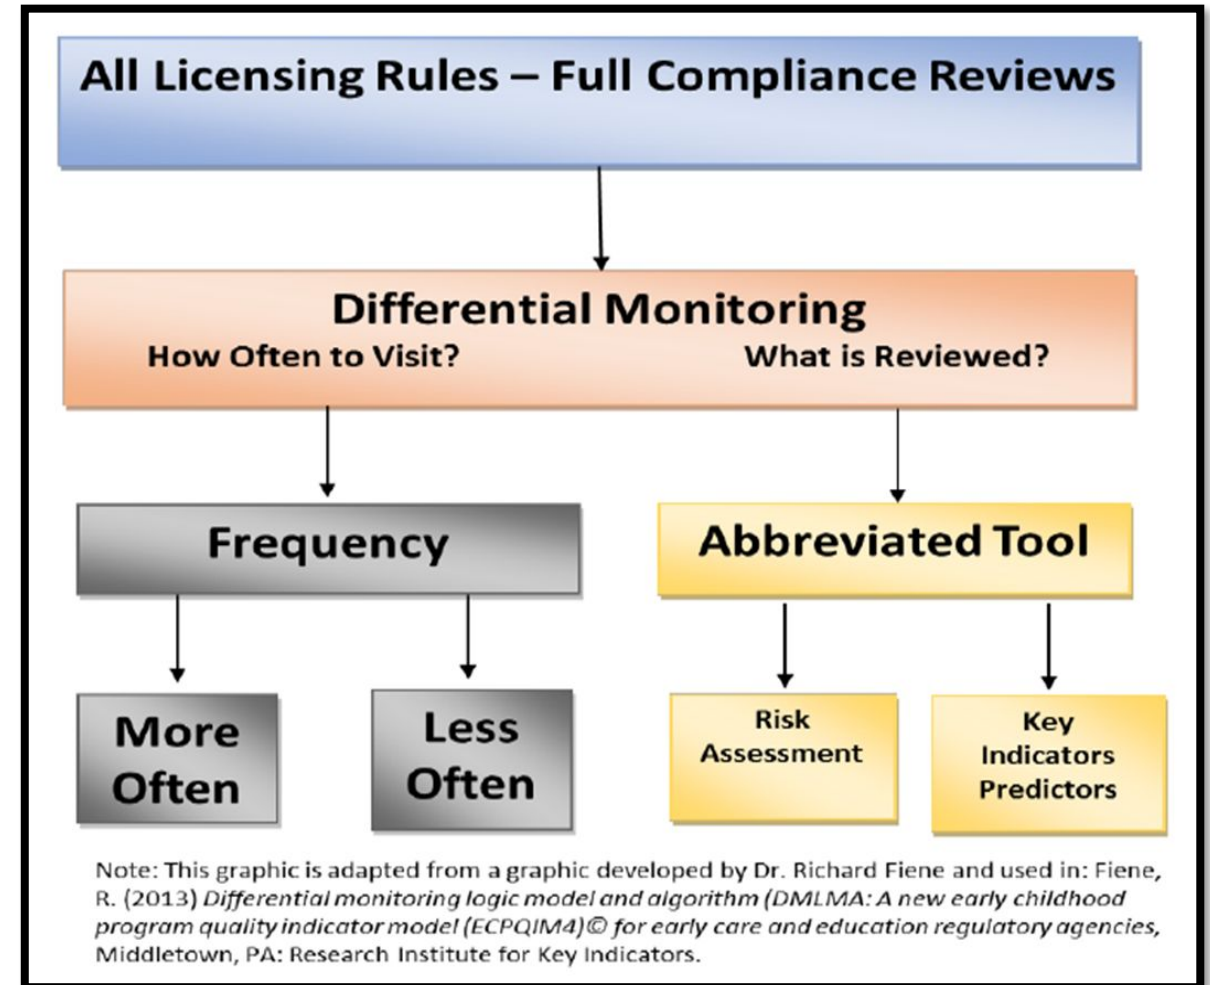 All Licensing Rules – Full Compliance Reviews
Differential Monitoring
How Often to Visit?
What is Reviewed?
Frequency
Abbreviated Tool
More
Often
Less
Often
Risk
Assessment
Key
Indicators
Predictors
Note: This graphic is adapted from a graphic developed by Dr. Richard Fiene and used in: Fiene,
R. (2013) Differential monitoring logic model and algorithm (DMLMA: A new early childhood
program quality indicator model (ECPQIM4)© for early care and education regulatory agencies,
Middletown, PA: Research Institute for Key Indicators.